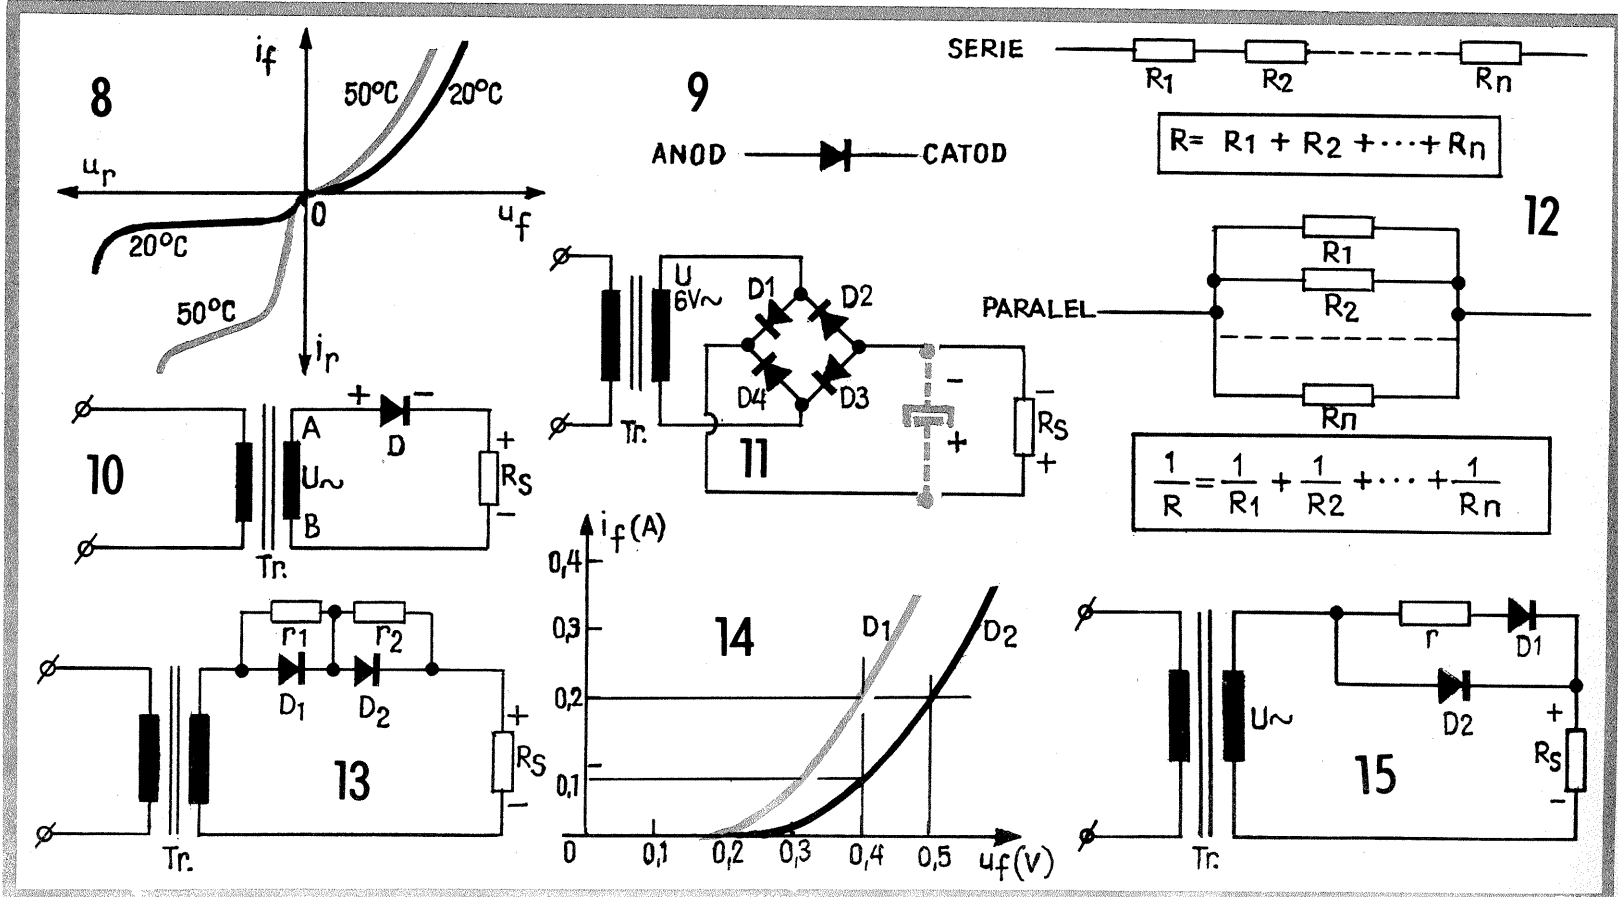 8
i_f
50°C
20°C
u_r
0
u_f
20°C
50°C
i_r
9
ANOD CATOD
SERIE
R1 R2 Rn
R= R1 + R2 +···+ Rn
12
PARALEL
R1
R2
Rn
1/R = 1/R1 + 1/R2 + ··· + 1/Rn
10
A
+ -
D
U~
B
+
RS
-
Tr.
11
U
6V~
D1 D2
D4 D3
Tr.
-
+
-
RS
+
13
r1 r2
D1 D2
+
RS
-
Tr.
14
i_f (A)
0,4
0,3
0,2
0,1
D1 D2
0 0,1 0,2 0,3 0,4 0,5 u_f (V)
15
r D1
D2
U~
+
RS
-
Tr.